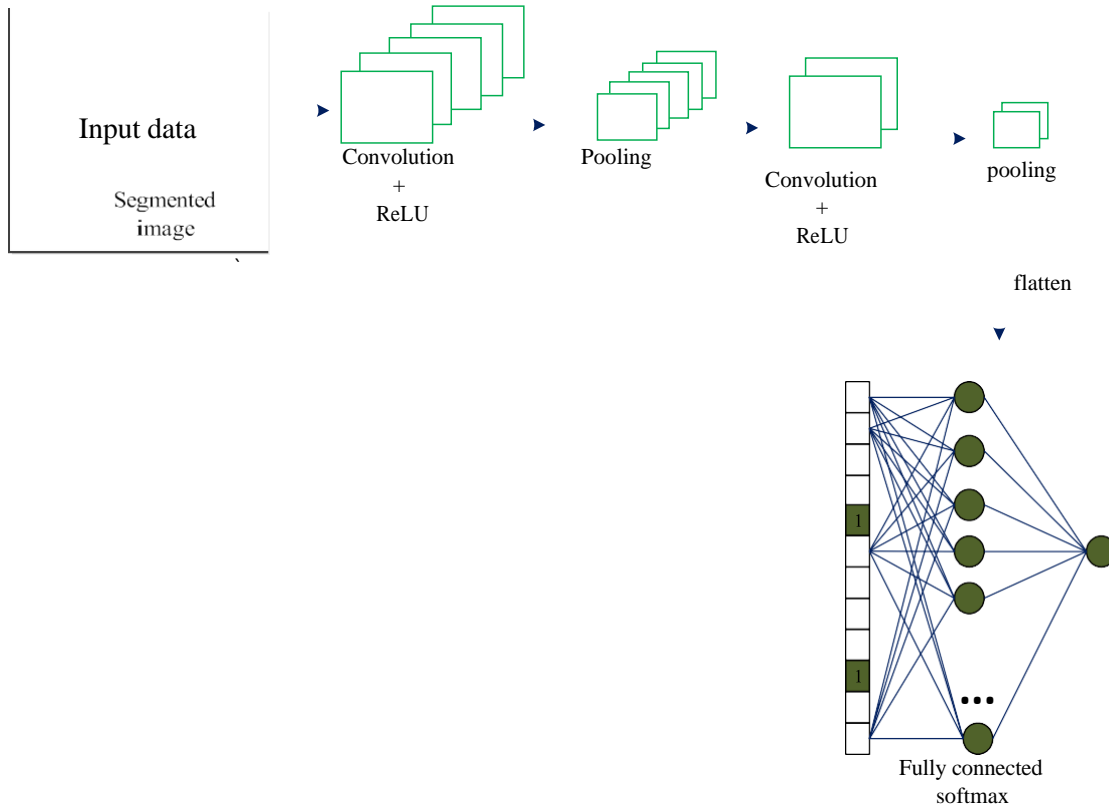 Input data
Segmented
image
`
Convolution
+
ReLU
Pooling
Convolution
+
ReLU
pooling
flatten
1
1
...
Fully connected
softmax